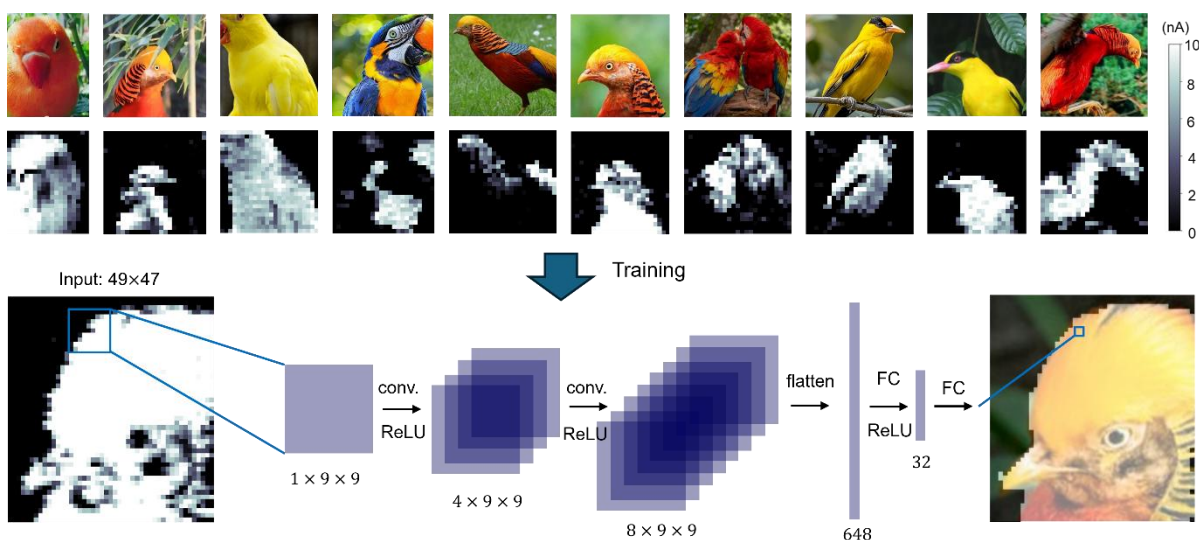 (nA)
10
8
6
4
2
0
Training
Input: 49×47
conv.
ReLU
conv.
ReLU
flatten
FC
ReLU
FC
1 × 9 × 9
4 × 9 × 9
8 × 9 × 9
648
32